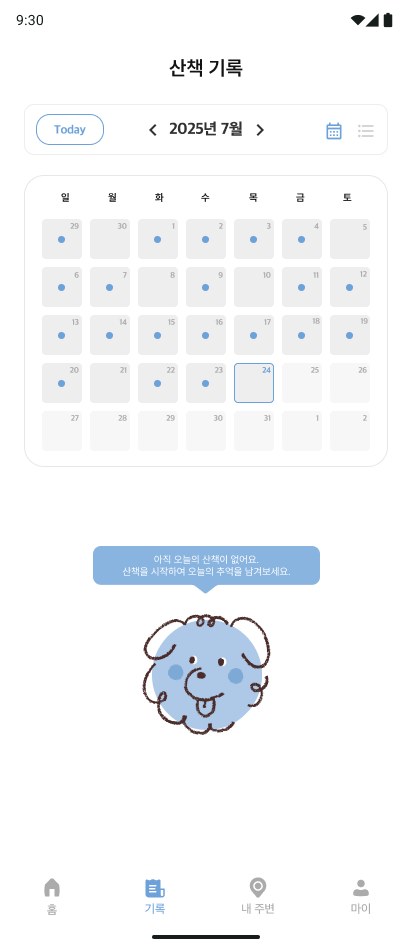 9:30
산책 기록
Today
2025년 7월
일 월 화 수 목 금 토
29 30 1 2 3 4 5
6 7 8 9 10 11 12
13 14 15 16 17 18 19
20 21 22 23 24 25 26
27 28 29 30 31 1 2
아직 오늘의 산책이 없어요.
산책을 시작하여 오늘의 추억을 남겨보세요.
홈 기록 내 주변 마이